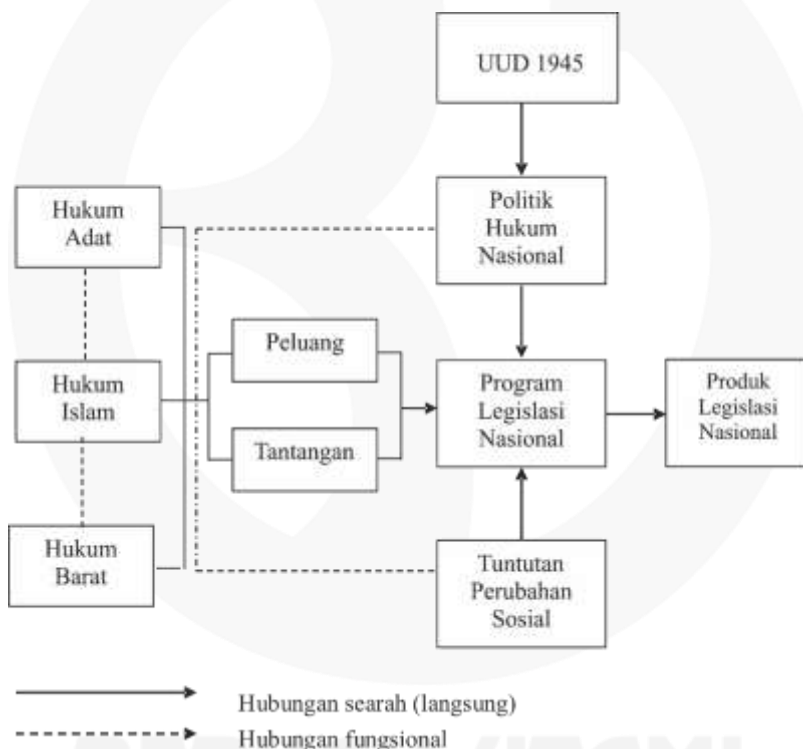 UUD 1945
Politik
Hukum
Nasional
Hukum
Adat
Peluang
Hukum
Islam
Program
Legislasi
Nasional
Produk
Legislasi
Nasional
Tantangan
Hukum
Barat
Tuntutan
Perubahan
Sosial
Hubungan searah (langsung)
Hubungan fungsional